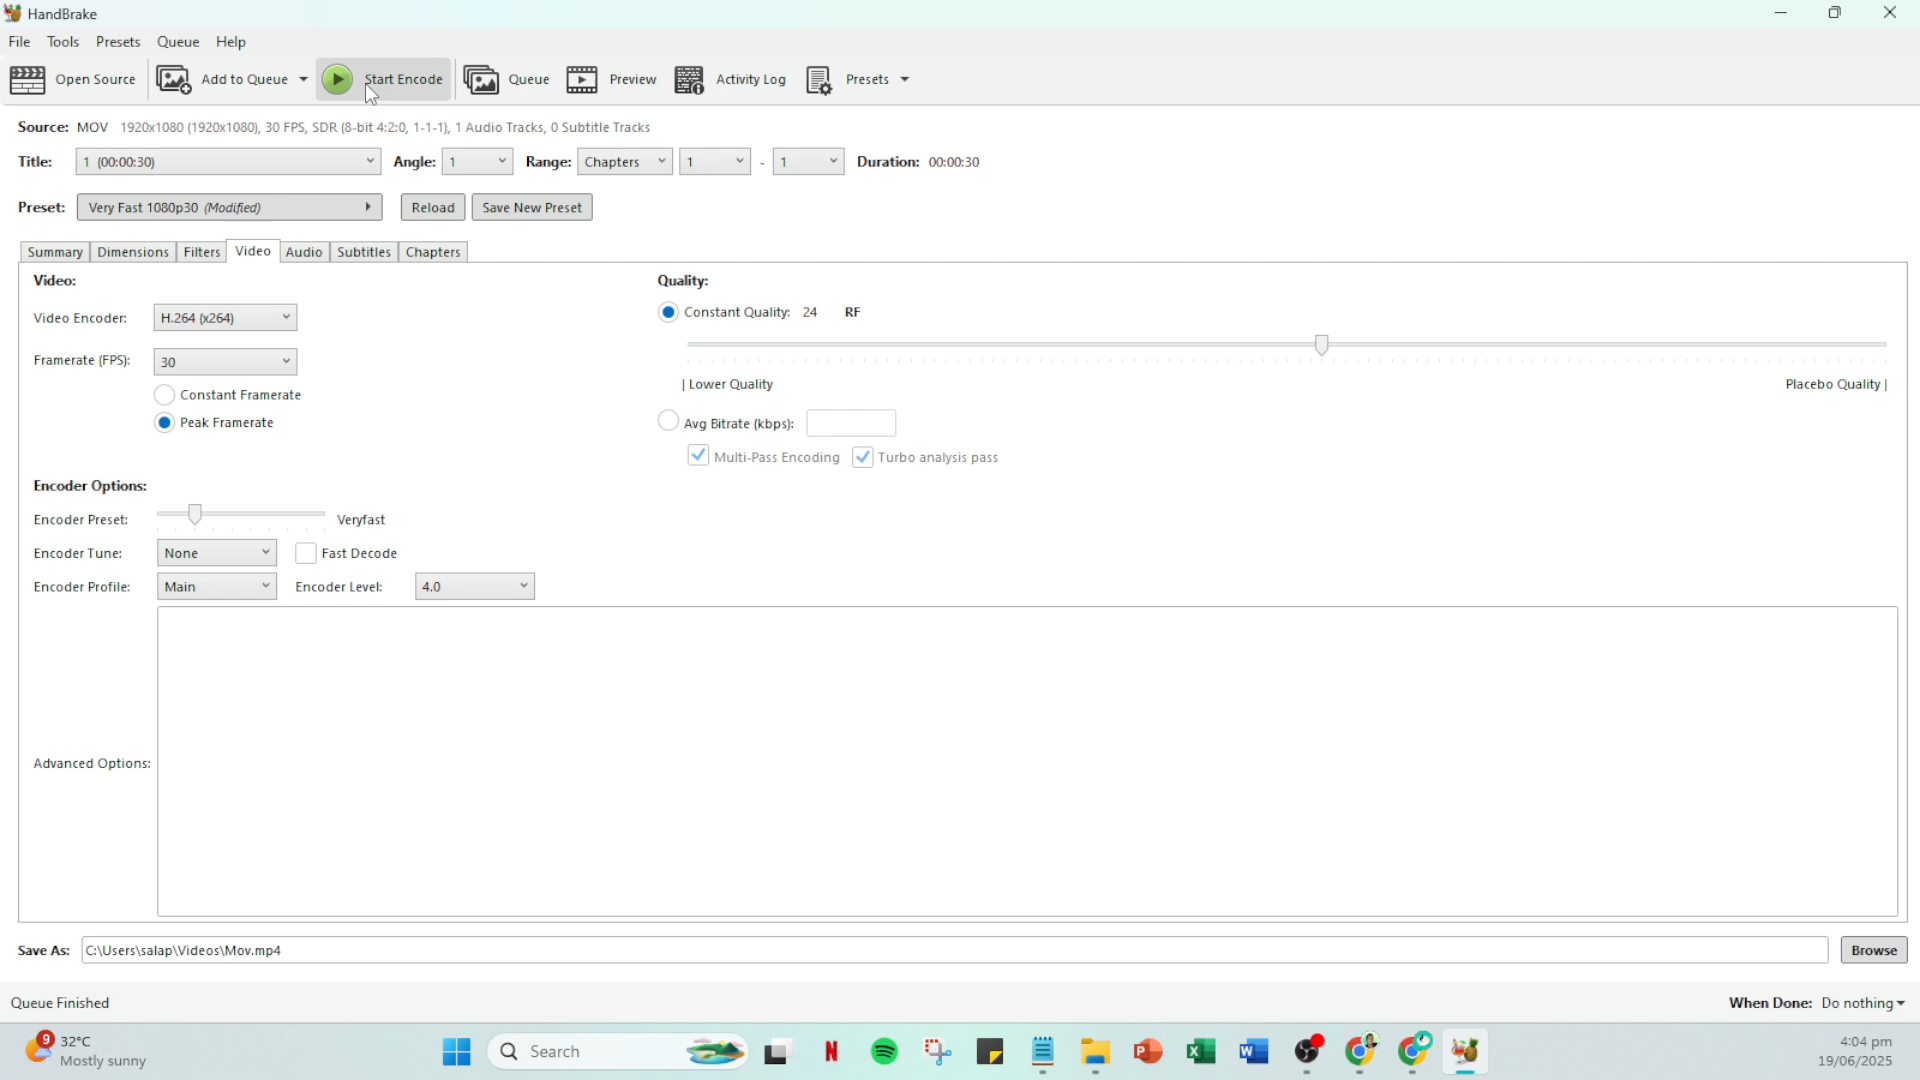 HandBrake
File Tools Presets Queue Help
Open Source Add to Queue Start Encode Queue Preview Activity Log Presets
Source: MOV 1920x1080 (1920x1080), 30 FPS, SDR (8-bit 4:2:0, 1-1-1), 1 Audio Tracks, 0 Subtitle Tracks
Title: 1 (00:00:30) Angle: 1 Range: Chapters 1 - 1 Duration: 00:00:30
Preset: Very Fast 1080p30 (Modified) Reload Save New Preset
Summary Dimensions Filters Video Audio Subtitles Chapters
Video: Quality:
Video Encoder: H.264 (x264) Constant Quality: 24 RF
Framerate (FPS): 30
| Lower Quality Placebo Quality |
Constant Framerate
Peak Framerate Avg Bitrate (kbps):
Multi-Pass Encoding Turbo analysis pass
Encoder Options:
Encoder Preset: Veryfast
Encoder Tune: None Fast Decode
Encoder Profile: Main Encoder Level: 4.0
Advanced Options:
Save As: C:\Users\salap\Videos\Mov.mp4 Browse
Queue Finished When Done: Do nothing
9 32°C
Mostly sunny
Search
4:04 pm
19/06/2025